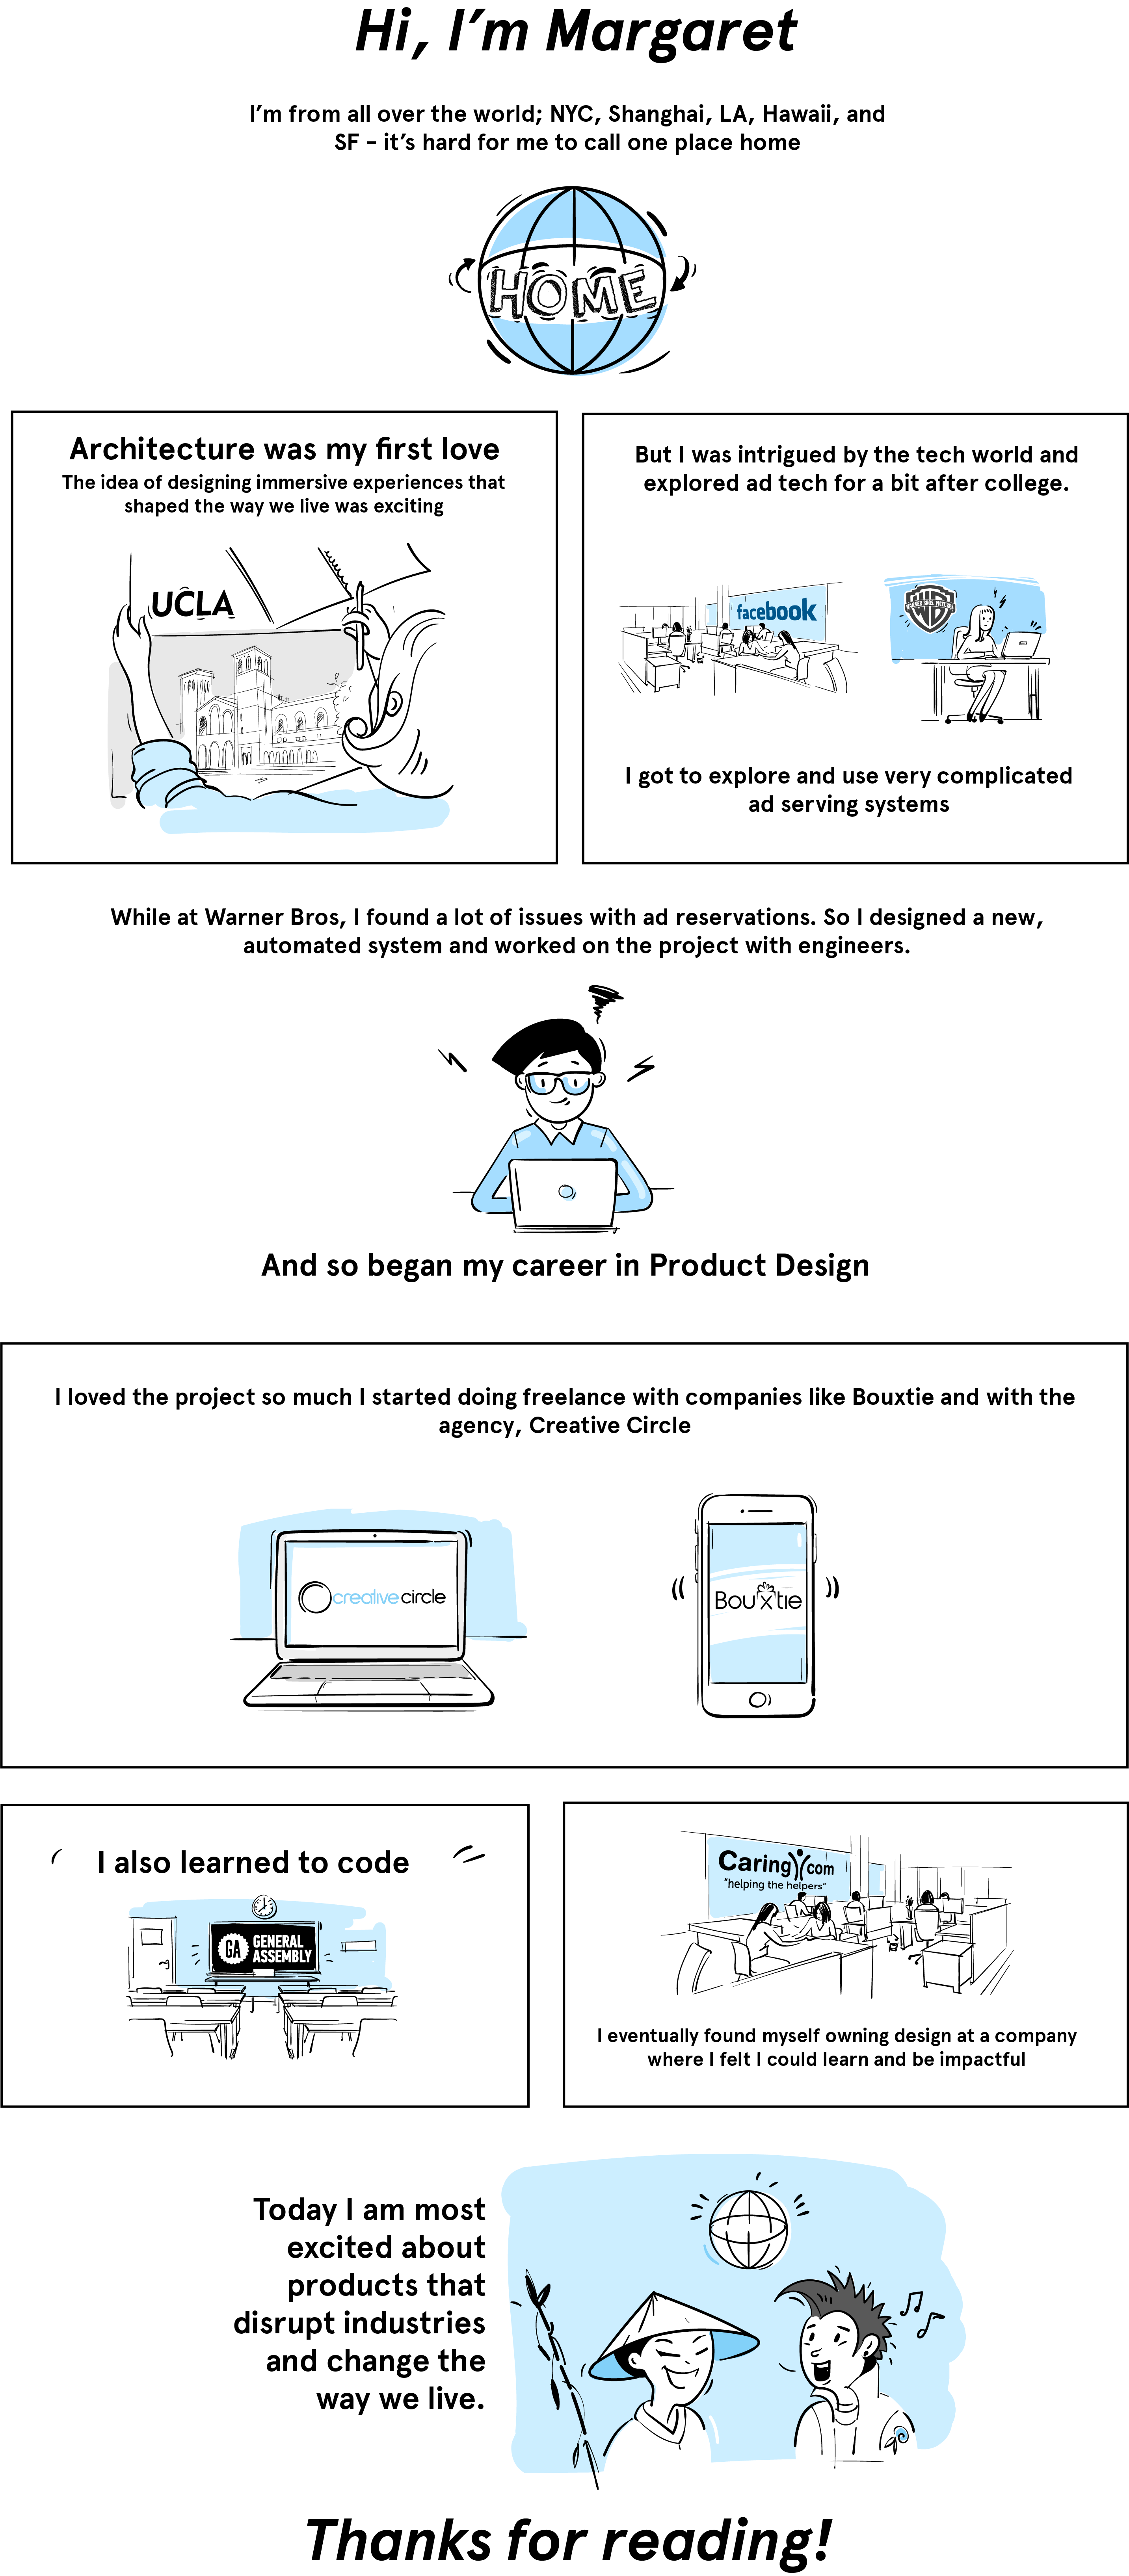 Hi, I'm Margaret
I'm from all over the world; NYC, Shanghai, LA, Hawaii, and
SF - it's hard for me to call one place home
HOME
Architecture was my first love
The idea of designing immersive experiences that
shaped the way we live was exciting
UCLA
But I was intrigued by the tech world and
explored ad tech for a bit after college.
facebook
WB
WARNER BROS. PICTURES
I got to explore and use very complicated
ad serving systems
While at Warner Bros, I found a lot of issues with ad reservations. So I designed a new,
automated system and worked on the project with engineers.
And so began my career in Product Design
I loved the project so much I started doing freelance with companies like Bouxtie and with the
agency, Creative Circle
creative circle
Bouxtie
I also learned to code
GA
GENERAL
ASSEMBLY
Caring.com
"helping the helpers"
I eventually found myself owning design at a company
where I felt I could learn and be impactful
Today I am most
excited about
products that
disrupt industries
and change the
way we live.
Thanks for reading!